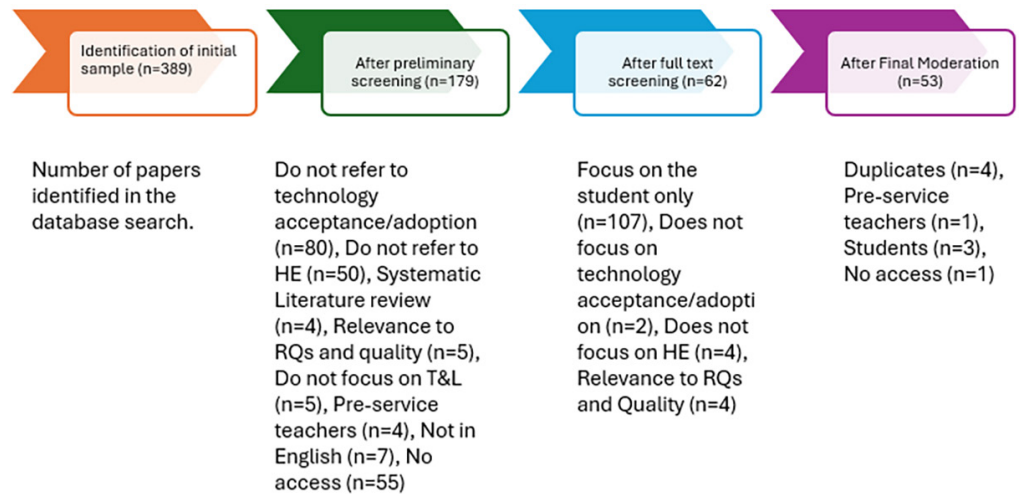 Identification of initial
sample (n=389)
After preliminary
screening (n=179)
After full text
screening (n=62)
After Final Moderation
(n=53)
Number of papers
identified in the
database search.
Do not refer to
technology
acceptance/adoption
(n=80), Do not refer to
HE (n=50), Systematic
Literature review
(n=4), Relevance to
RQs and quality (n=5),
Do not focus on T&L
(n=5), Pre-service
teachers (n=4), Not in
English (n=7), No
access (n=55)
Focus on the
student only
(n=107), Does not
focus on
technology
acceptance/adopti
on (n=2), Does not
focus on HE (n=4),
Relevance to RQs
and Quality (n=4)
Duplicates (n=4),
Pre-service
teachers (n=1),
Students (n=3),
No access (n=1)